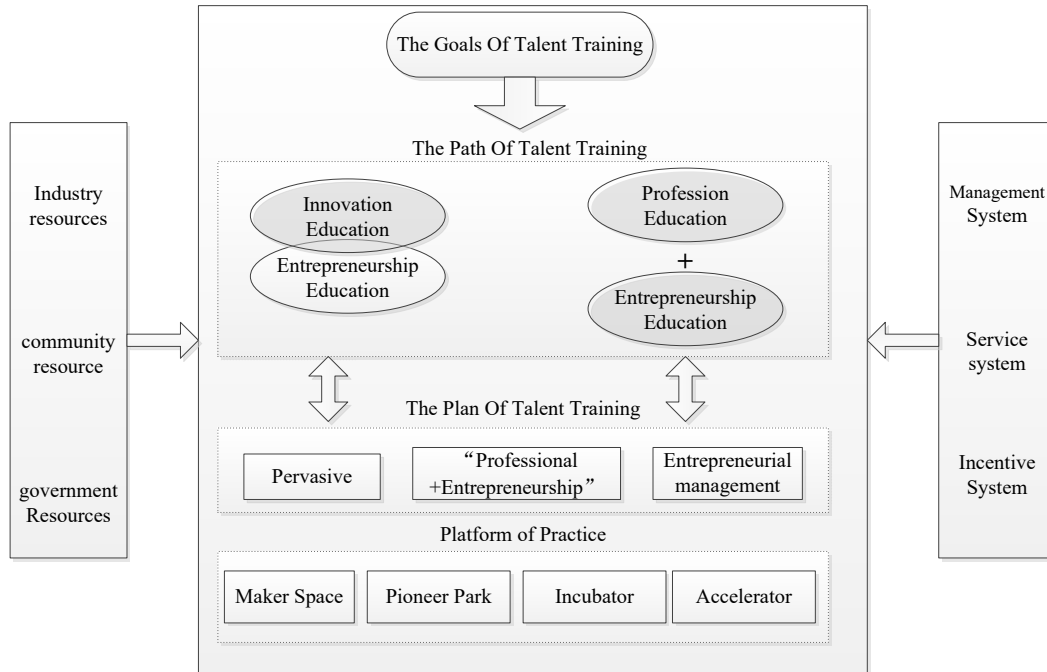 The Goals Of Talent Training
The Path Of Talent Training
Innovation
Education
Entrepreneurship
Education
Profession
Education
+
Entrepreneurship
Education
The Plan Of Talent Training
Pervasive
“Professional
+Entrepreneurship”
Entrepreneurial
management
Platform of Practice
Maker Space
Pioneer Park
Incubator
Accelerator
Industry
resources
community
resource
government
Resources
Management
System
Service
system
Incentive
System